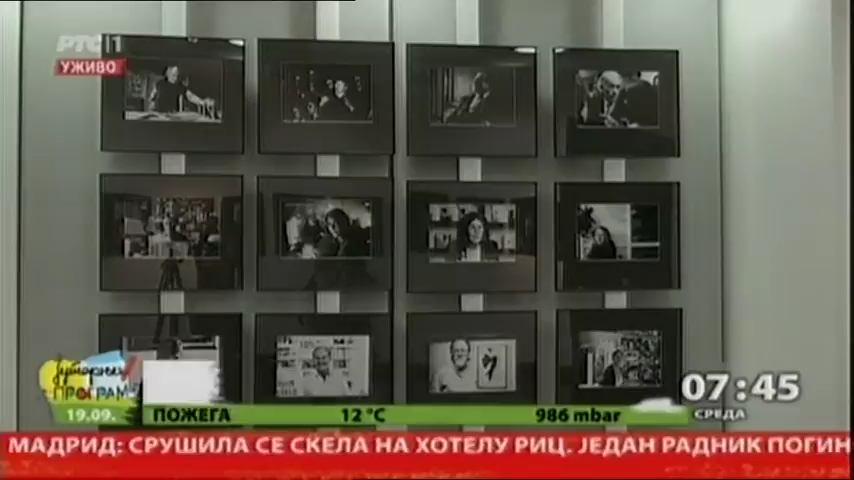 РТС 1
УЖИВО
Јутарњи
ПРОГРАМ
19.09.
ПОЖЕГА 12 °C 986 mbar
07:45
СРЕДА
МАДРИД: СРУШИЛА СЕ СКЕЛА НА ХОТЕЛУ РИЦ. ЈЕДАН РАДНИК ПОГИН